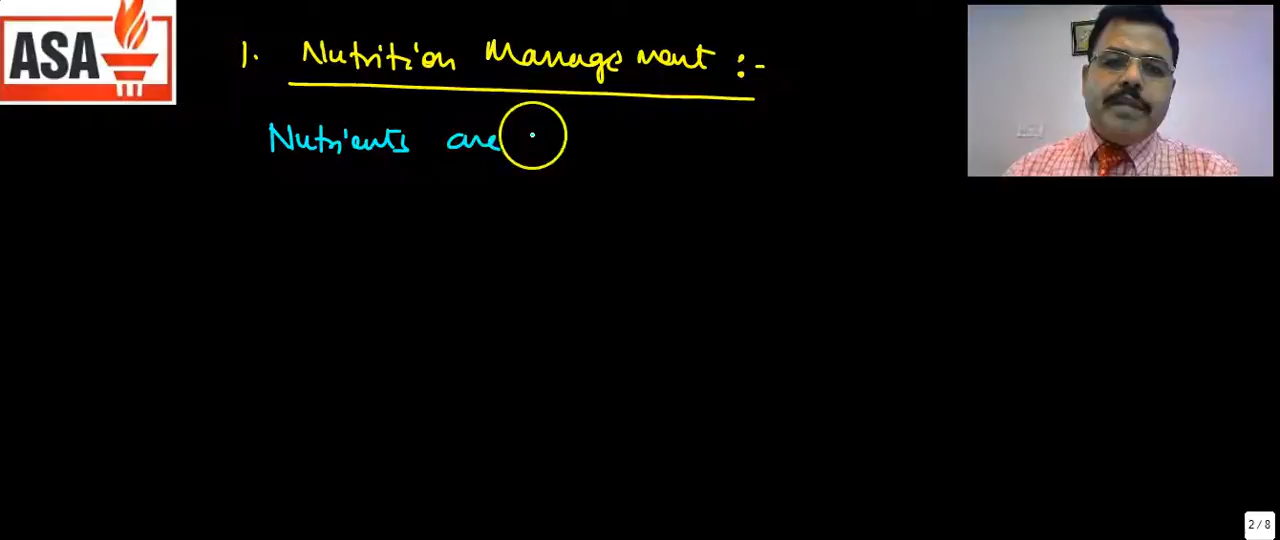 ASA
1. Nutrition Management :-
Nutrients are
2/8